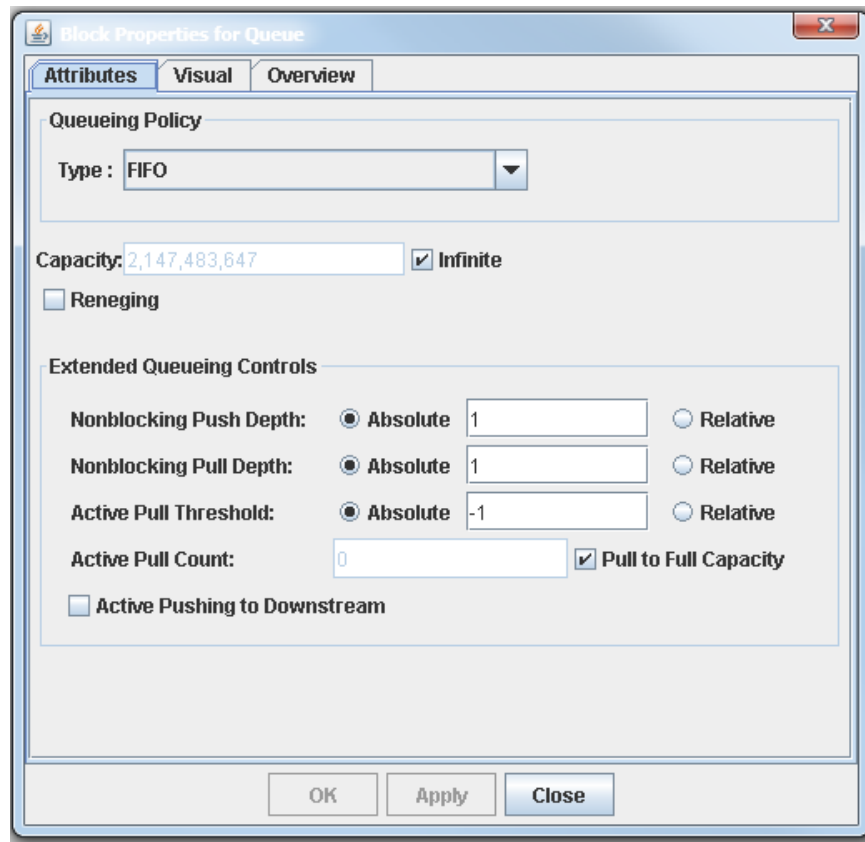 Block Properties for Queue
Attributes Visual Overview
Queueing Policy
Type : FIFO
Capacity: 2,147,483,647 Infinite
Reneging
Extended Queueing Controls
Nonblocking Push Depth: Absolute 1 Relative
Nonblocking Pull Depth: Absolute 1 Relative
Active Pull Threshold: Absolute -1 Relative
Active Pull Count: 0 Pull to Full Capacity
Active Pushing to Downstream
OK Apply Close